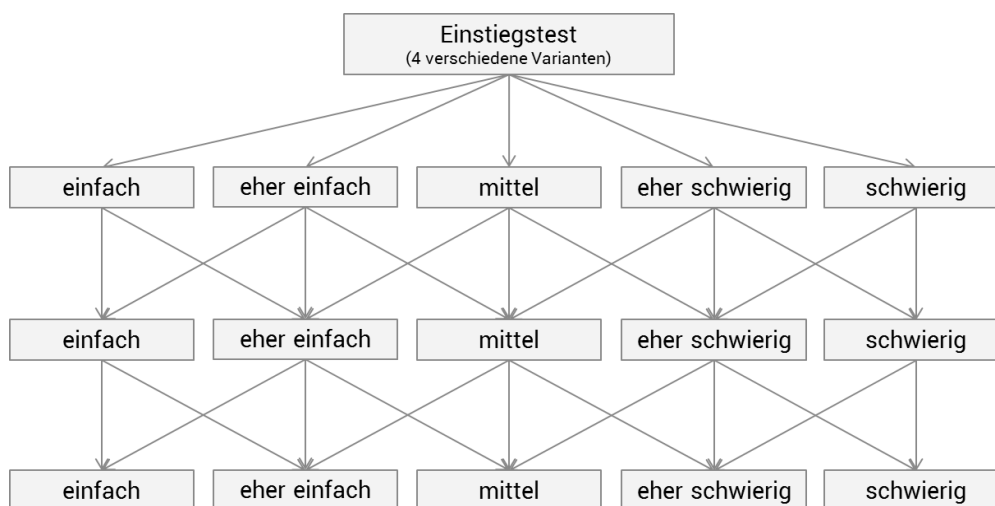 Einstiegstest
(4 verschiedene Varianten)
einfach
eher einfach
mittel
eher schwierig
schwierig
einfach
eher einfach
mittel
eher schwierig
schwierig
einfach
eher einfach
mittel
eher schwierig
schwierig